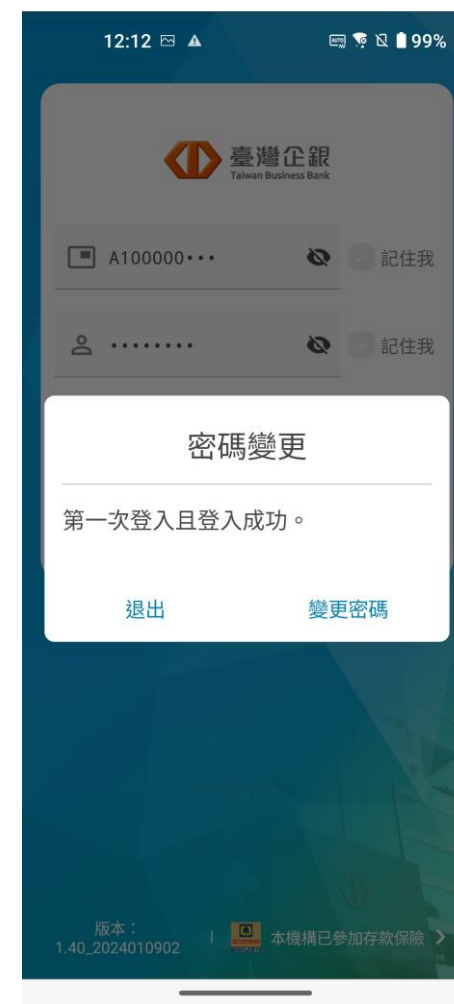 12:12 99%
臺灣企銀
Taiwan Business Bank
A100000••• 記住我
•••••••• 記住我
密碼變更
第一次登入且登入成功。
退出 變更密碼
版本：
1.40_2024010902 | 本機構已參加存款保險